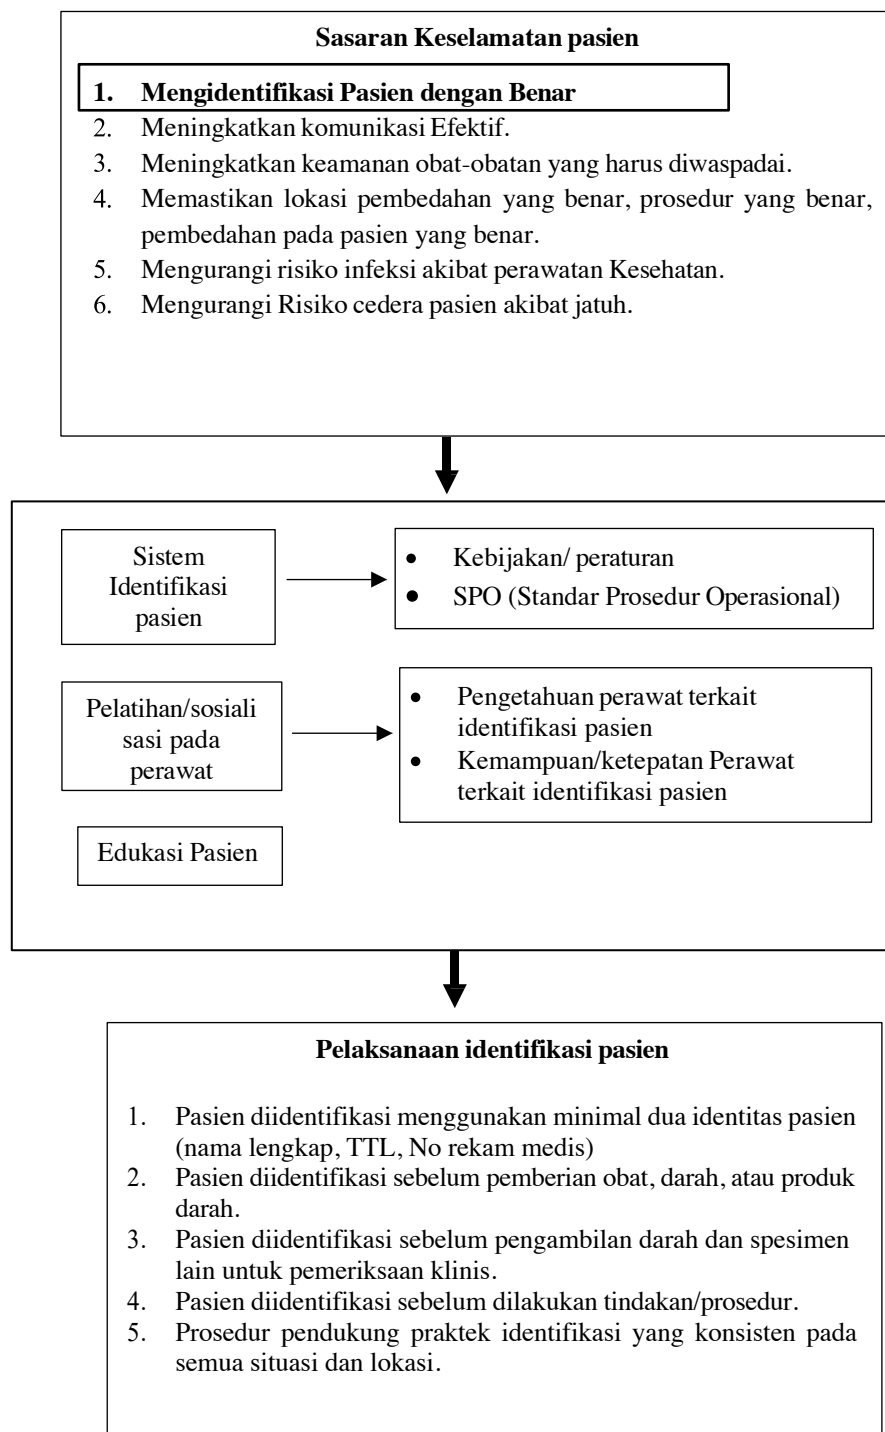 Sasaran Keselamatan pasien
1. Mengidentifikasi Pasien dengan Benar
2. Meningkatkan komunikasi Efektif.
3. Meningkatkan keamanan obat-obatan yang harus diwaspadai.
4. Memastikan lokasi pembedahan yang benar, prosedur yang benar,
pembedahan pada pasien yang benar.
5. Mengurangi risiko infeksi akibat perawatan Kesehatan.
6. Mengurangi Risiko cedera pasien akibat jatuh.
Sistem
Identifikasi
pasien
• Kebijakan/ peraturan
• SPO (Standar Prosedur Operasional)
Pelatihan/sosiali
sasi pada
perawat
• Pengetahuan perawat terkait
identifikasi pasien
• Kemampuan/ketepatan Perawat
terkait identifikasi pasien
Edukasi Pasien
Pelaksanaan identifikasi pasien
1. Pasien diidentifikasi menggunakan minimal dua identitas pasien
(nama lengkap, TTL, No rekam medis)
2. Pasien diidentifikasi sebelum pemberian obat, darah, atau produk
darah.
3. Pasien diidentifikasi sebelum pengambilan darah dan spesimen
lain untuk pemeriksaan klinis.
4. Pasien diidentifikasi sebelum dilakukan tindakan/prosedur.
5. Prosedur pendukung praktek identifikasi yang konsisten pada
semua situasi dan lokasi.